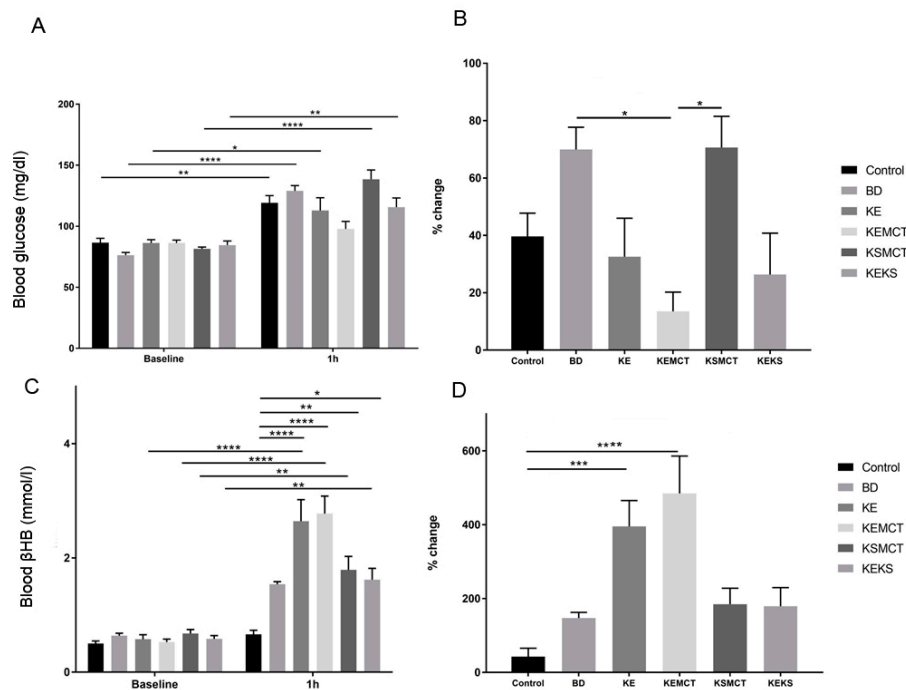 A
Blood glucose (mg/dl)
200
150
100
50
0
**
****
*
****
**
Baseline
1h
B
% change
100
80
60
40
20
0
*
*
Control
BD
KE
KEMCT
KSMCT
KEKS
Control
BD
KE
KEMCT
KSMCT
KEKS
C
Blood βHB (mmol/l)
4
2
0
*
**
****
****
****
****
**
**
Baseline
1h
D
% change
600
400
200
0
****
***
Control
BD
KE
KEMCT
KSMCT
KEKS
Control
BD
KE
KEMCT
KSMCT
KEKS